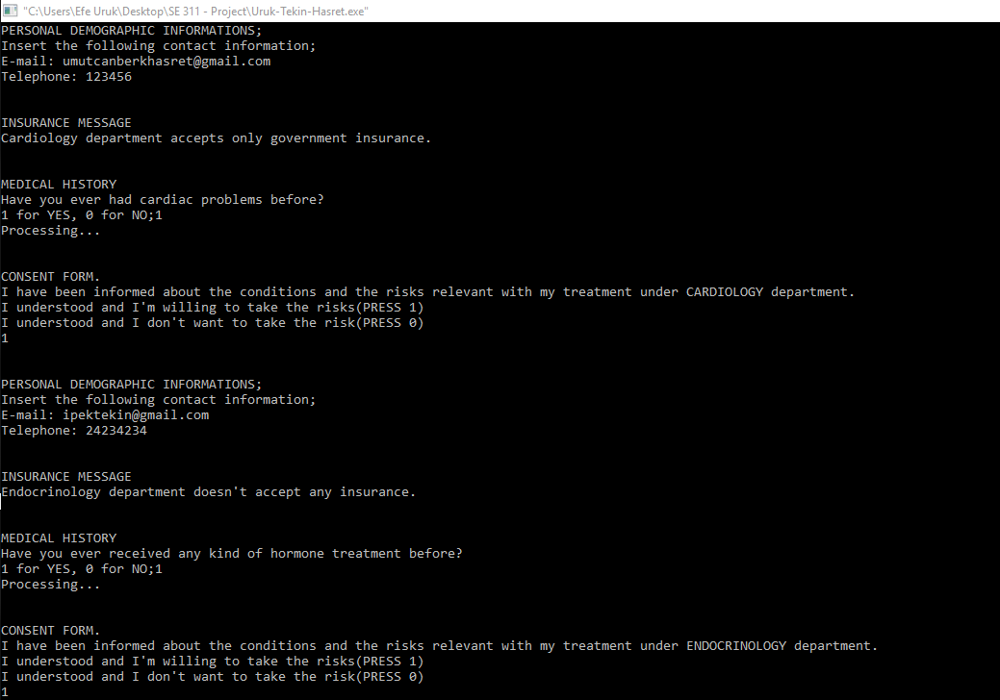 "C:\Users\Efe Uruk\Desktop\SE 311 - Project\Uruk-Tekin-Hasret.exe"
PERSONAL DEMOGRAPHIC INFORMATIONS;
Insert the following contact information;
E-mail: umutcanberkhasret@gmail.com
Telephone: 123456
INSURANCE MESSAGE
Cardiology department accepts only government insurance.
MEDICAL HISTORY
Have you ever had cardiac problems before?
1 for YES, 0 for NO;1
Processing...
CONSENT FORM.
I have been informed about the conditions and the risks relevant with my treatment under CARDIOLOGY department.
I understood and I'm willing to take the risks(PRESS 1)
I understood and I don't want to take the risk(PRESS 0)
1
PERSONAL DEMOGRAPHIC INFORMATIONS;
Insert the following contact information;
E-mail: ipektekin@gmail.com
Telephone: 24234234
INSURANCE MESSAGE
Endocrinology department doesn't accept any insurance.
MEDICAL HISTORY
Have you ever received any kind of hormone treatment before?
1 for YES, 0 for NO;1
Processing...
CONSENT FORM.
I have been informed about the conditions and the risks relevant with my treatment under ENDOCRINOLOGY department.
I understood and I'm willing to take the risks(PRESS 1)
I understood and I don't want to take the risk(PRESS 0)
1